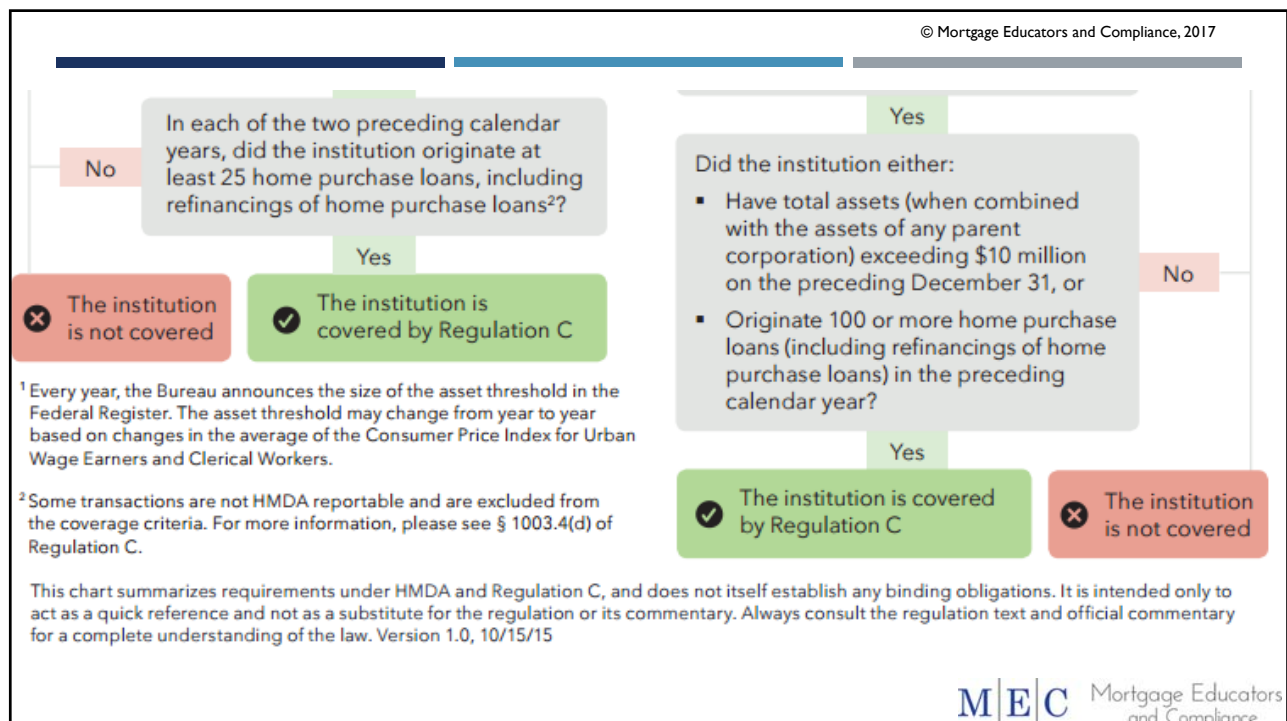 © Mortgage Educators and Compliance, 2017
No
In each of the two preceding calendar
years, did the institution originate at
least 25 home purchase loans, including
refinancings of home purchase loans²?
Yes
The institution
is not covered
The institution is
covered by Regulation C
¹ Every year, the Bureau announces the size of the asset threshold in the
Federal Register. The asset threshold may change from year to year
based on changes in the average of the Consumer Price Index for Urban
Wage Earners and Clerical Workers.
² Some transactions are not HMDA reportable and are excluded from
the coverage criteria. For more information, please see § 1003.4(d) of
Regulation C.
Yes
Did the institution either:
▪ Have total assets (when combined
with the assets of any parent
corporation) exceeding $10 million
on the preceding December 31, or
▪ Originate 100 or more home purchase
loans (including refinancings of home
purchase loans) in the preceding
calendar year?
No
Yes
The institution is covered
by Regulation C
The institution
is not covered
This chart summarizes requirements under HMDA and Regulation C, and does not itself establish any binding obligations. It is intended only to
act as a quick reference and not as a substitute for the regulation or its commentary. Always consult the regulation text and official commentary
for a complete understanding of the law. Version 1.0, 10/15/15
M|E|C Mortgage Educators
and Compliance